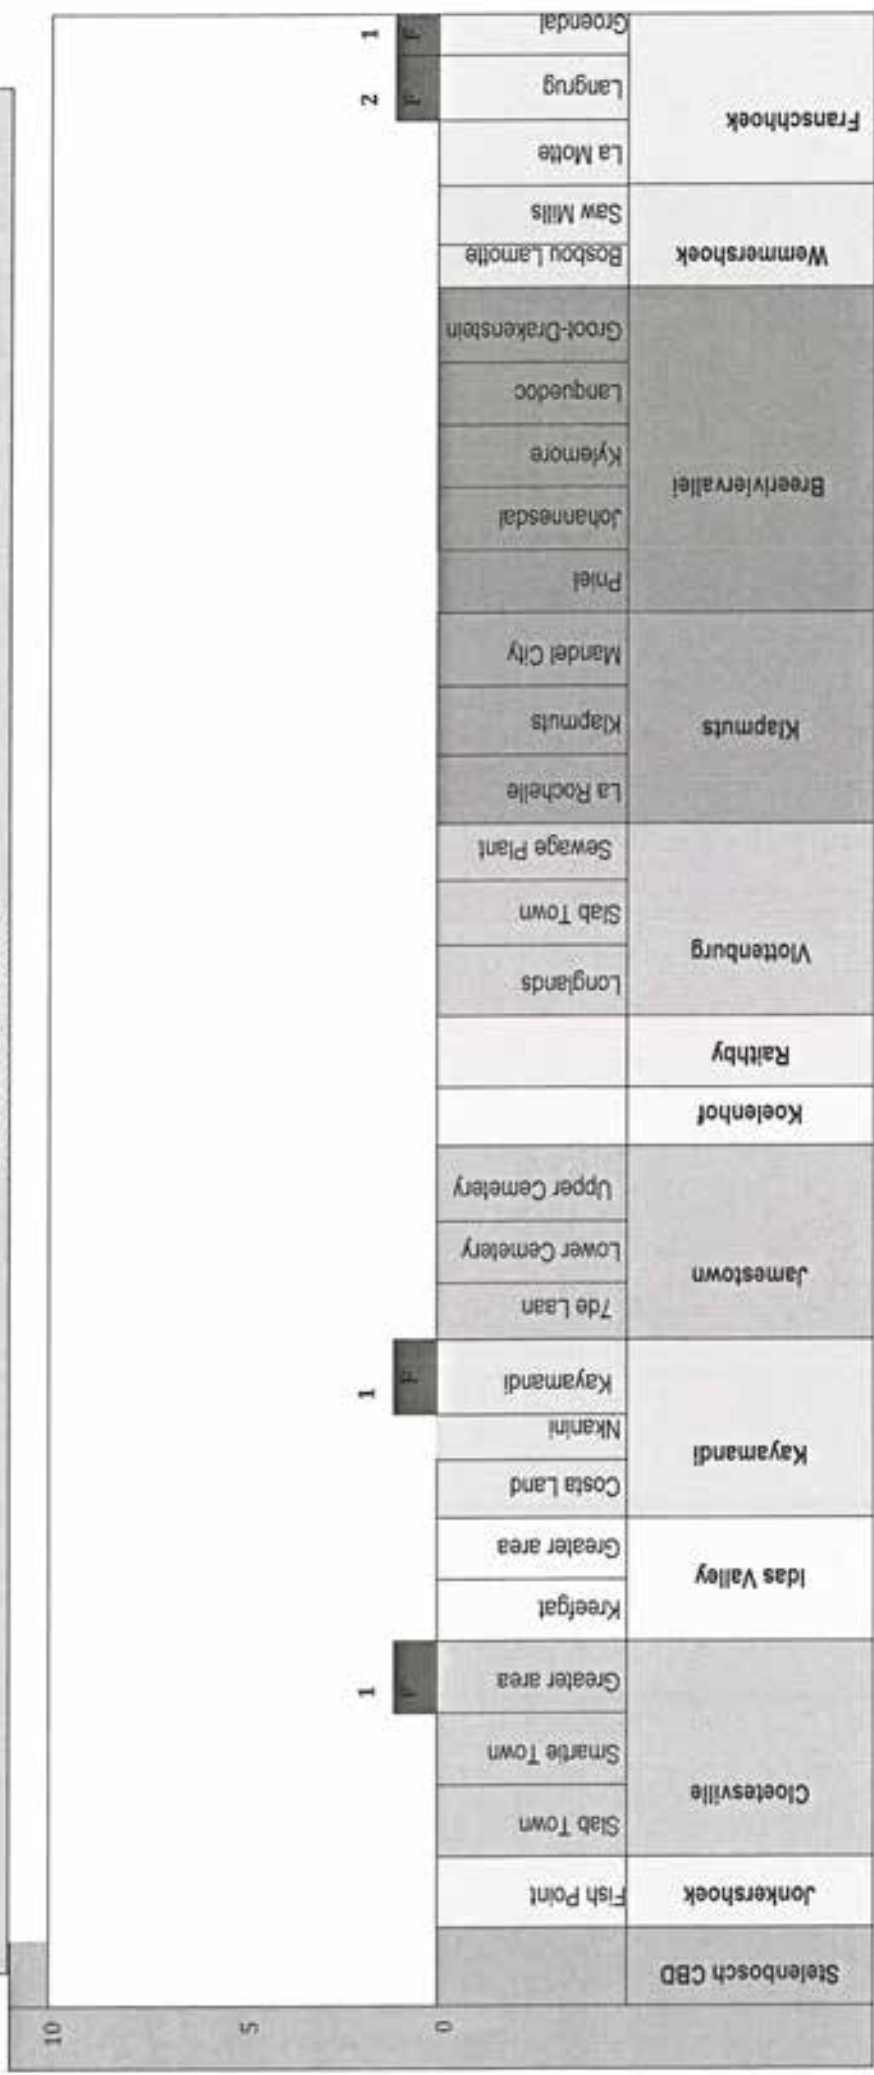 10
5
0
1
1
2
1
F
F
F
F
Stelenbosch CBD
Jonkershoek
Fish Point
Cloetesville
Slab Town
Smartie Town
Greater area
Idas Valley
Kreefgat
Greater area
Kayamandi
Costa Land
Nkanini
Kayamandi
Jamestown
7de Laan
Lower Cemetery
Upper Cemetery
Koelenhof
Raithby
Vlottenburg
Longlands
Slab Town
Sewage Plant
Klapmuts
La Rochelle
Klapmuts
Mandel City
Breeriviervallei
Pniel
Johannesdal
Kylemore
Lanquedoc
Groot-Drakenstein
Wemmershoek
Bosbou Lamotte
Saw Mills
Franschhoek
La Motte
Langrug
Groendal